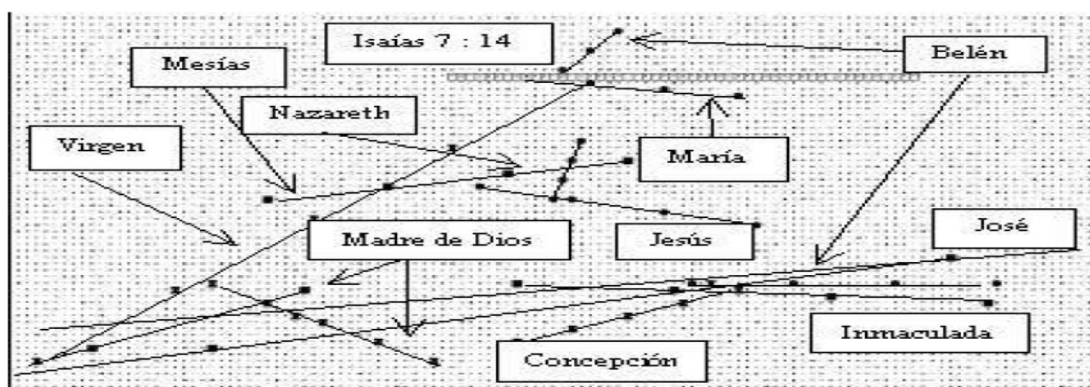 Isaías 7 : 14
Belén
Mesías
Nazareth
Virgen
María
Madre de Dios
Jesús
José
Inmaculada
Concepción